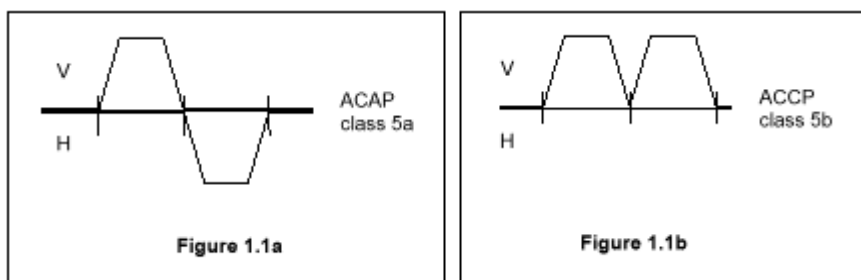 V
H
ACAP
class 5a
Figure 1.1a
V
H
ACCP
class 5b
Figure 1.1b